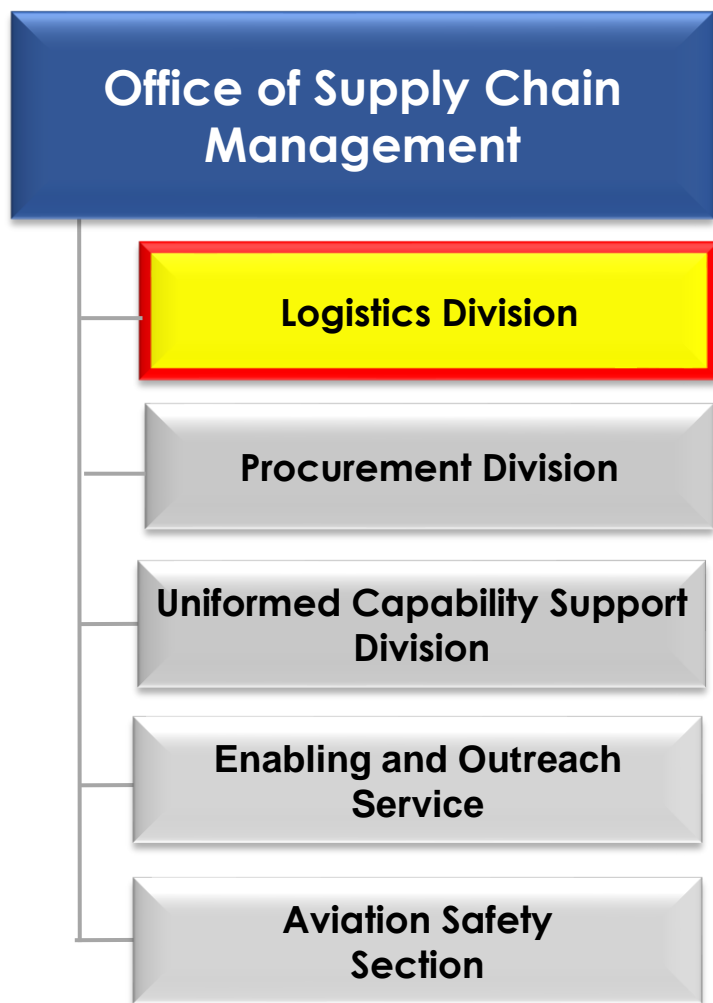 Office of Supply Chain
Management
Logistics Division
Procurement Division
Uniformed Capability Support
Division
Enabling and Outreach
Service
Aviation Safety
Section